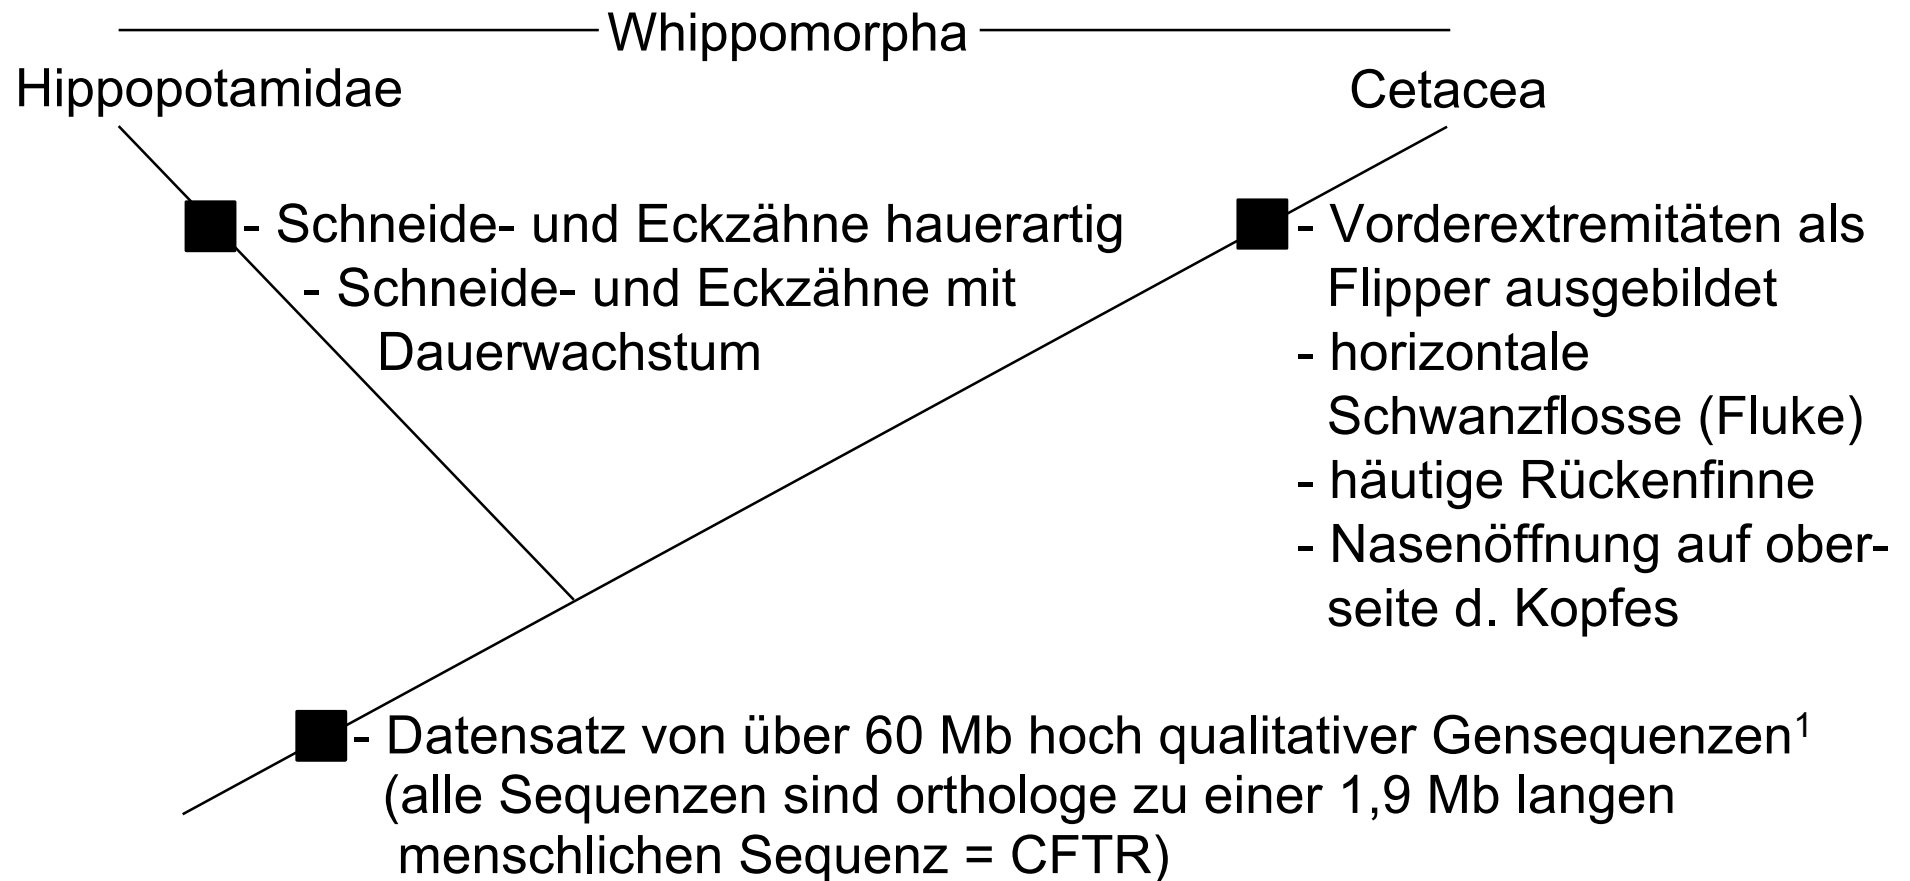 Whippomorpha
Hippopotamidae
Cetacea
- Schneide- und Eckzähne hauerartig
- Schneide- und Eckzähne mit
Dauerwachstum
- Vorderextremitäten als
Flipper ausgebildet
- horizontale
Schwanzflosse (Fluke)
- häutige Rückenfinne
- Nasenöffnung auf ober-
seite d. Kopfes
- Datensatz von über 60 Mb hoch qualitativer Gensequenzen¹
(alle Sequenzen sind orthologe zu einer 1,9 Mb langen
menschlichen Sequenz = CFTR)